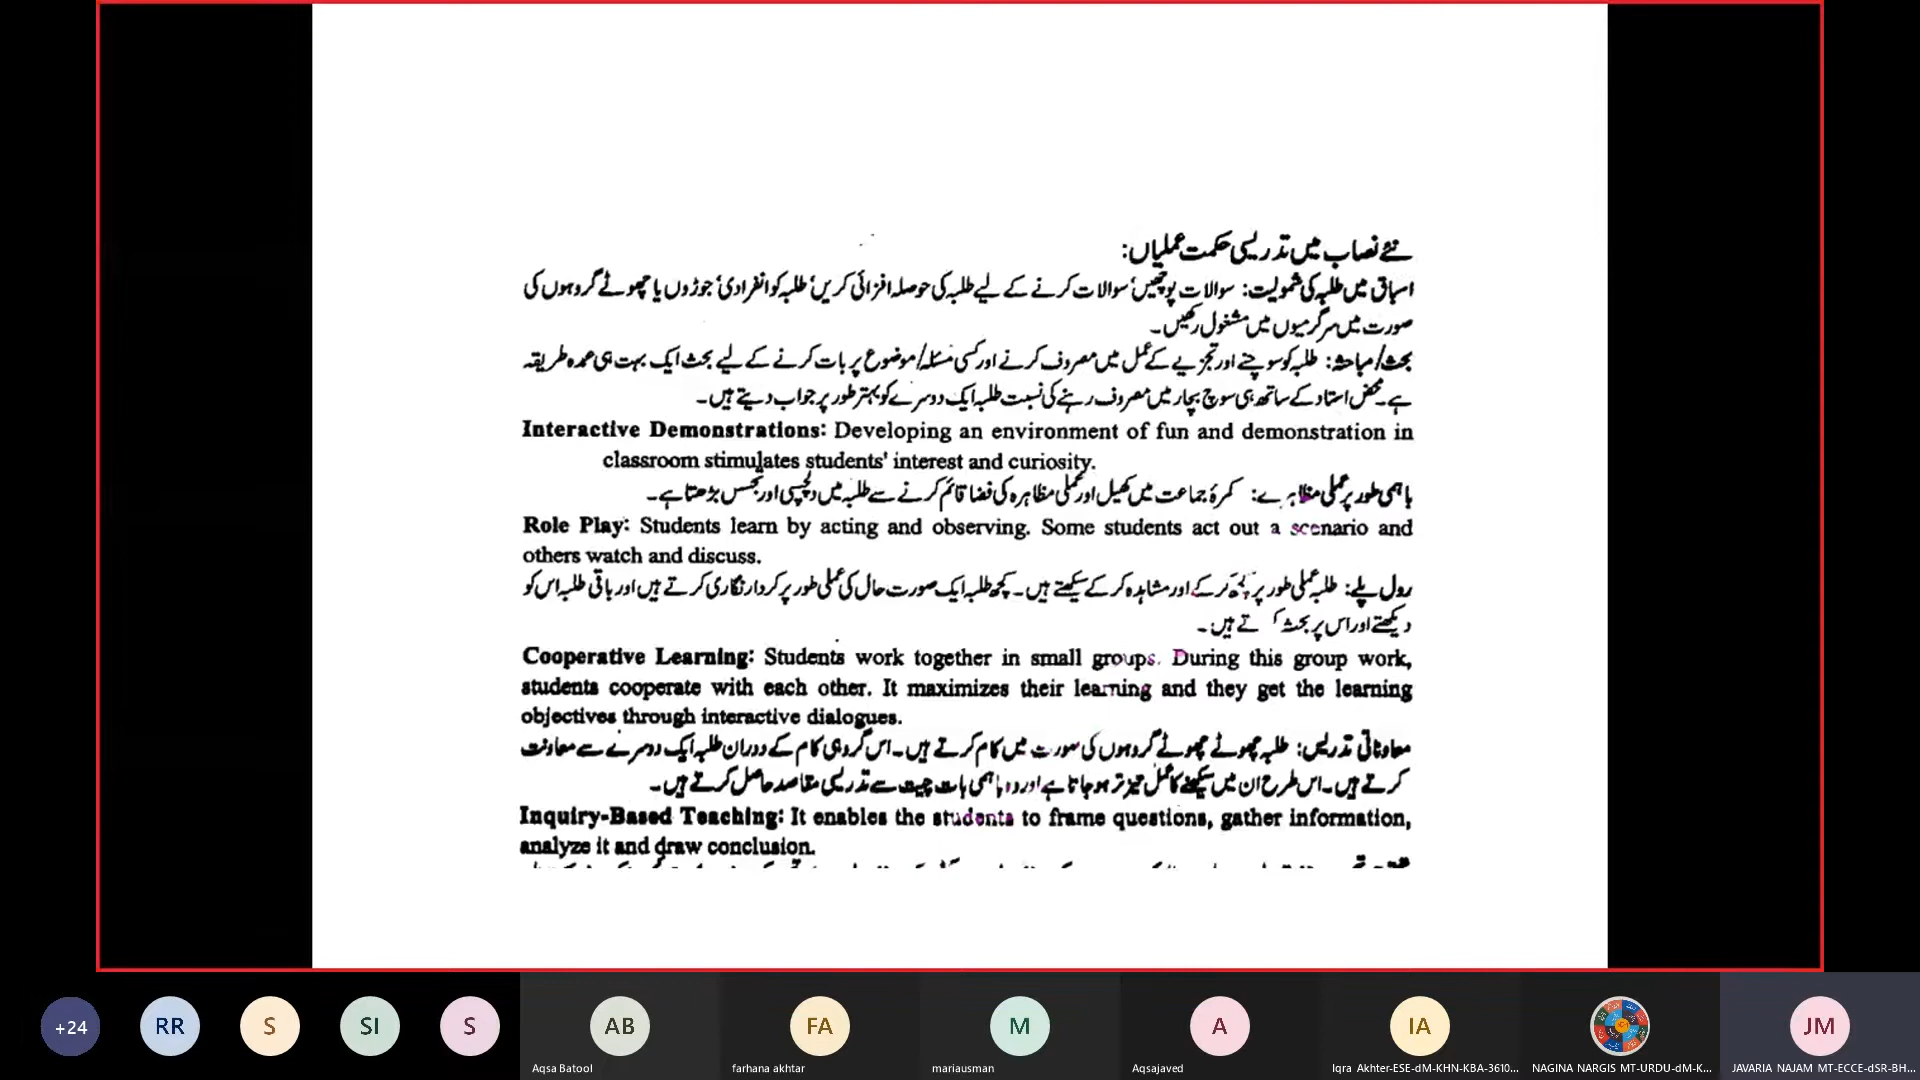 نئے نصاب میں تدریسی حکمت عملیاں:
اسباق میں طلبہ کی شمولیت: سوالات پوچھیں، سوالات کرنے کے لیے طلبہ کی حوصلہ افزائی کریں، طلبہ کو انفرادی، جوڑوں یا چھوٹے گروہوں کی
صورت میں سرگرمیوں میں مشغول رکھیں۔
بحث/مباحثہ: طلبہ کو سوچنے اور تجزیے کے عمل میں مصروف کرنے اور کسی مسئلہ/موضوع پر بات کرنے کے لیے بحث ایک بہت ہی عمدہ طریقہ
ہے۔ محض استاد کے ساتھ ہی سوچ بچار میں مصروف رہنے کی نسبت طلبہ ایک دوسرے کو بہتر طور پر جواب دیتے ہیں۔
Interactive Demonstrations: Developing an environment of fun and demonstration in
classroom stimulates students' interest and curiosity.
باہمی طور پر عملی مظاہرے: کمرۂ جماعت میں کھیل اور عملی مظاہرہ کی فضا قائم کرنے سے طلبہ میں دلچسپی اور تجسس بڑھتا ہے۔
Role Play: Students learn by acting and observing. Some students act out a scenario and
others watch and discuss.
رول پلے: طلبہ عملی طور پر کچھ کر کے اور مشاہدہ کر کے سیکھتے ہیں۔ کچھ طلبہ ایک صورت حال کی عملی طور پر کردار نگاری کرتے ہیں اور باقی طلبہ اس کو
دیکھتے اور اس پر بحث تے ہیں۔
Cooperative Learning: Students work together in small groups. During this group work,
students cooperate with each other. It maximizes their learning and they get the learning
objectives through interactive dialogues.
معاونتی تدریس: طلبہ چھوٹے چھوٹے گروہوں کی صورت میں کام کرتے ہیں۔ اس گروہی کام کے دوران طلبہ ایک دوسرے سے معاونت
کرتے ہیں۔ اس طرح ان میں سیکھنے کا عمل تیز تر ہو جاتا ہے اور وہ باہمی بات چیت سے تدریسی مقاصد حاصل کرتے ہیں۔
Inquiry-Based Teaching: It enables the students to frame questions, gather information,
analyze it and draw conclusion.
+24 RR S SI S AB FA M A IA JM
Aqsa Batool farhana akhtar mariausman Aqsajaved Iqra Akhter-ESE-dM-KHN-KBA-3610... NAGINA NARGIS MT-URDU-dM-K... JAVARIA NAJAM MT-ECCE-dSR-BH...